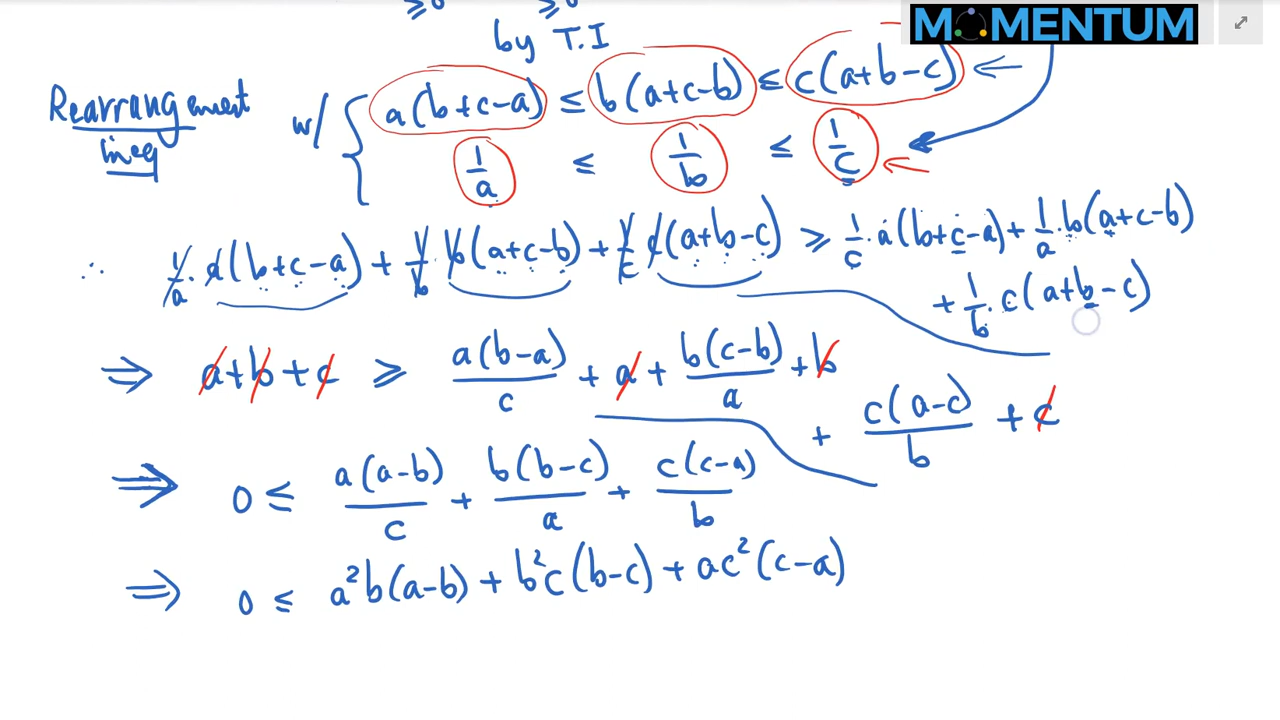 ≥0 ≥0
MOMENTUM
by T.I
Rearrangement
ineq
w/ { a(b+c-a) ≤ b(a+c-b) ≤ c(a+b-c) ←
1/a ≤ 1/b ≤ 1/c ←
∴ 1/a · a(b+c-a) + 1/b · b(a+c-b) + 1/c · c(a+b-c) ≥ 1/c · a(b+c-a) + 1/a · b(a+c-b)
+ 1/b · c(a+b-c)
⇒ a+b+c ≥ a(b-a)/c + a + b(c-b)/a + b
+ c(a-c)/b + c
⇒ 0 ≤ a(a-b)/c + b(b-c)/a + c(c-a)/b
⇒ 0 ≤ a²b(a-b) + b²c(b-c) + ac²(c-a)